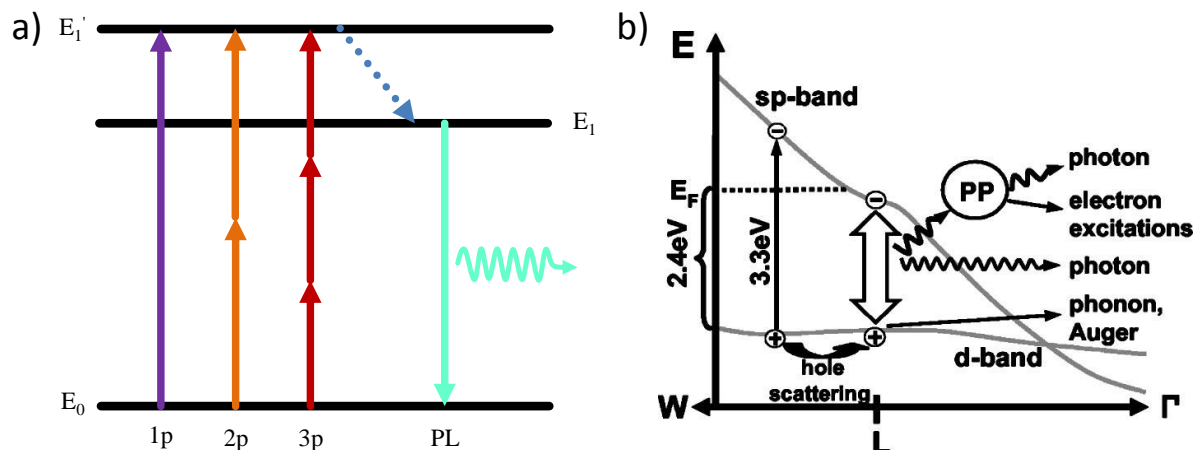 a)
E₁'
E₁
E₀
1p 2p 3p PL
b)
E
sp-band
E_F
2.4eV
3.3eV
PP
photon
electron
excitations
photon
phonon,
Auger
d-band
hole
scattering
W
L
Γ